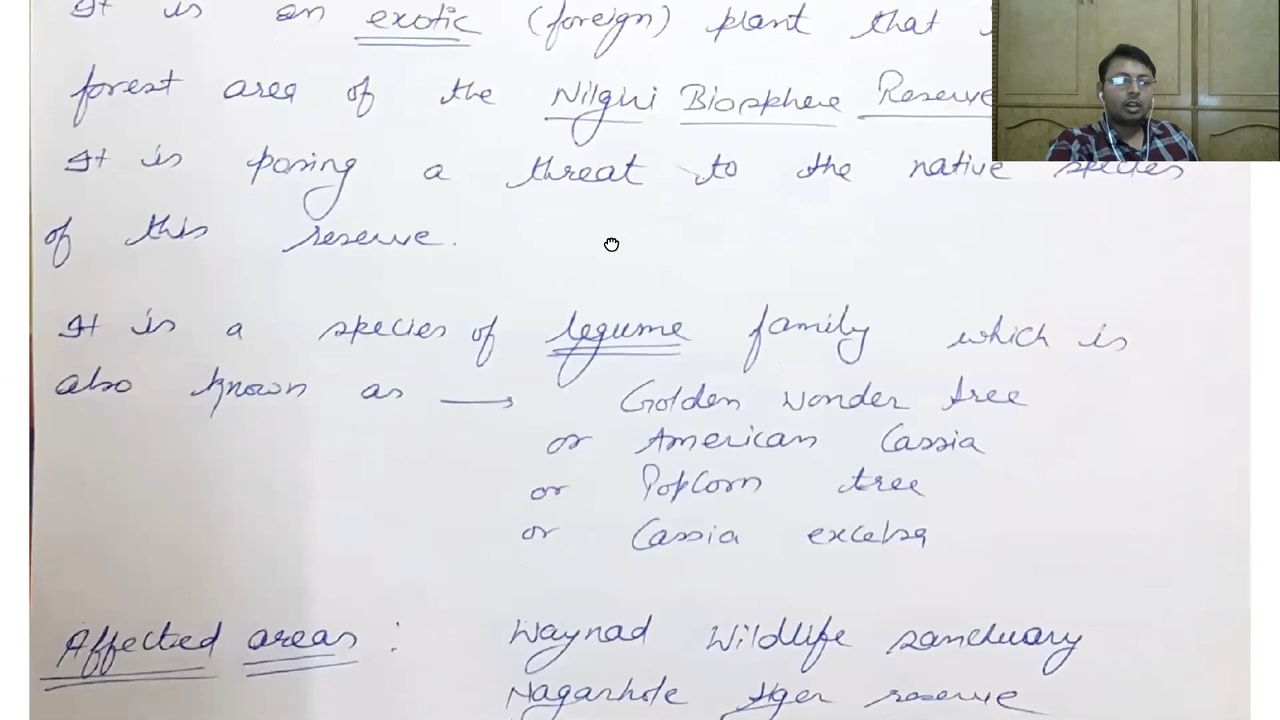 It is an exotic (foreign) plant that
forest area of the Nilgiri Biosphere Reserve
It is posing a threat to the native species
of this reserve.
It is a species of legume family which is
also known as → Golden wonder tree
or American Cassia
or PopCorn tree
or Cassia excelsa
Affected areas : Waynad Wildlife sanctuary
Nagarhole tiger reserve